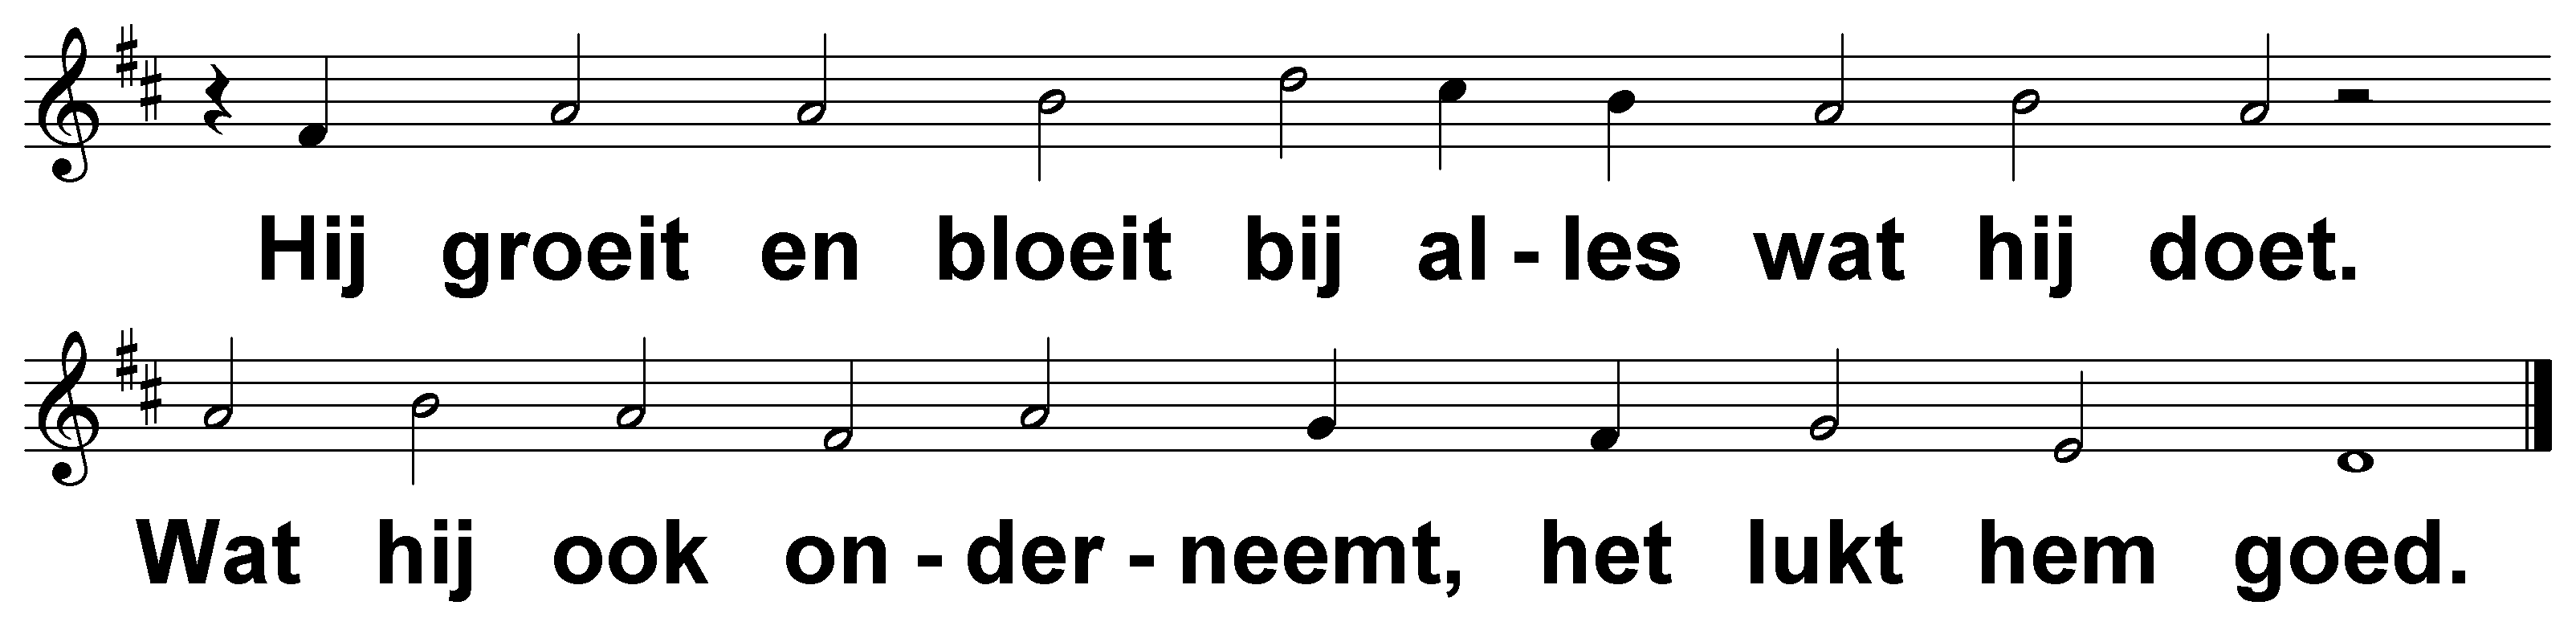 Hij groeit en bloeit bij al - les wat hij doet.
Wat hij ook on - der - neemt, het lukt hem goed.